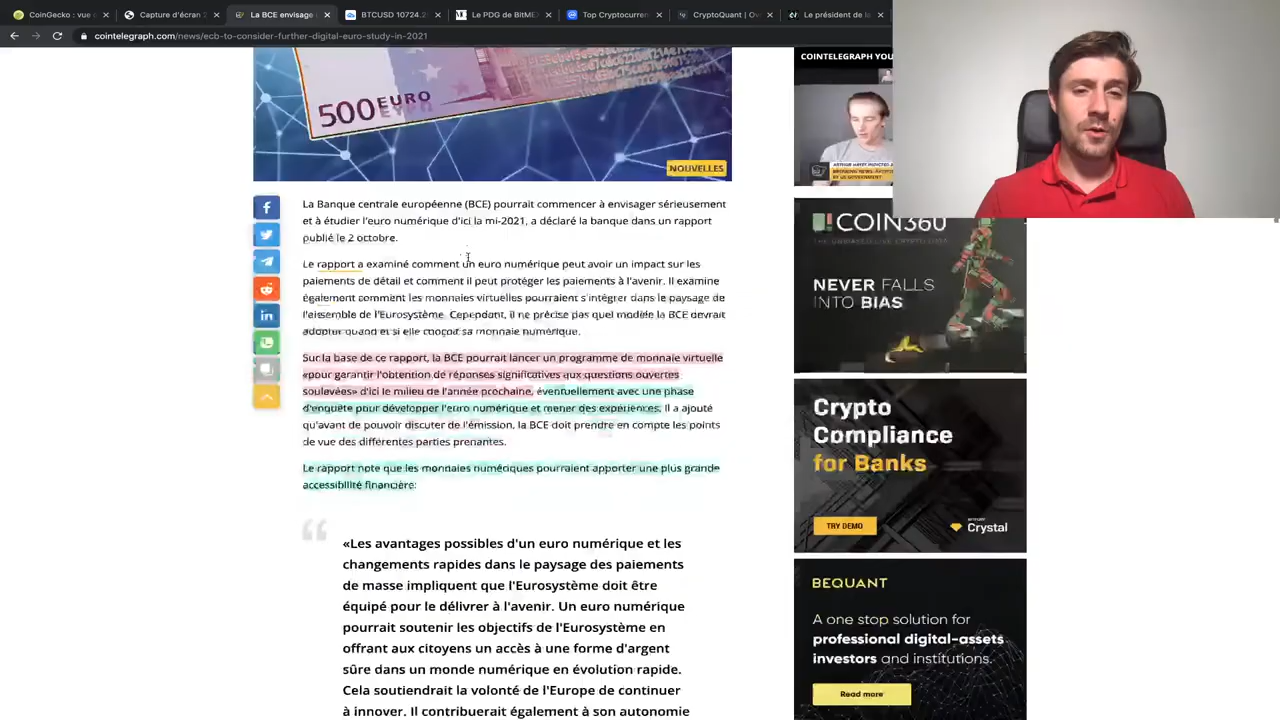 CoinGecko : vue
Capture d'écran 2
La BCE envisage
BTCUSD 10724.2
Le PDG de BitME
Top Cryptocurren
CryptoQuant | Ov
Le président de la
cointelegraph.com/news/ecb-to-consider-further-digital-euro-study-in-2021
500EURO
NOUVELLES
La Banque centrale européenne (BCE) pourrait commencer à envisager sérieusement
et à étudier l'euro numérique d'ici la mi-2021, a déclaré la banque dans un rapport
publié le 2 octobre.
Le rapport a examiné comment un euro numérique peut avoir un impact sur les
paiements de détail et comment il peut protéger les paiements à l'avenir. Il examine
également comment les monnaies virtuelles pourraient s'intégrer dans le paysage de
l'ensemble de l'Eurosystème. Cependant, il ne précise pas quel modèle la BCE devrait
adopter quand et si elle conçoit sa monnaie numérique.
Sur la base de ce rapport, la BCE pourrait lancer un programme de monnaie virtuelle
«pour garantir l'obtention de réponses significatives aux questions ouvertes
soulevées» d'ici le milieu de l'année prochaine, éventuellement avec une phase
d'enquête pour développer l'euro numérique et mener des expériences. Il a ajouté
qu'avant de pouvoir discuter de l'émission, la BCE doit prendre en compte les points
de vue des différentes parties prenantes.
Le rapport note que les monnaies numériques pourraient apporter une plus grande
accessibilité financière:
«Les avantages possibles d'un euro numérique et les
changements rapides dans le paysage des paiements
de masse impliquent que l'Eurosystème doit être
équipé pour le délivrer à l'avenir. Un euro numérique
pourrait soutenir les objectifs de l'Eurosystème en
offrant aux citoyens un accès à une forme d'argent
sûre dans un monde numérique en évolution rapide.
Cela soutiendrait la volonté de l'Europe de continuer
à innover. Il contribuerait également à son autonomie
COINTELEGRAPH YOU
COIN360
NEVER FALLS
INTO BIAS
Crypto
Compliance
for Banks
TRY DEMO
Crystal
BEQUANT
A one stop solution for
professional digital-assets
investors and institutions.
Read more